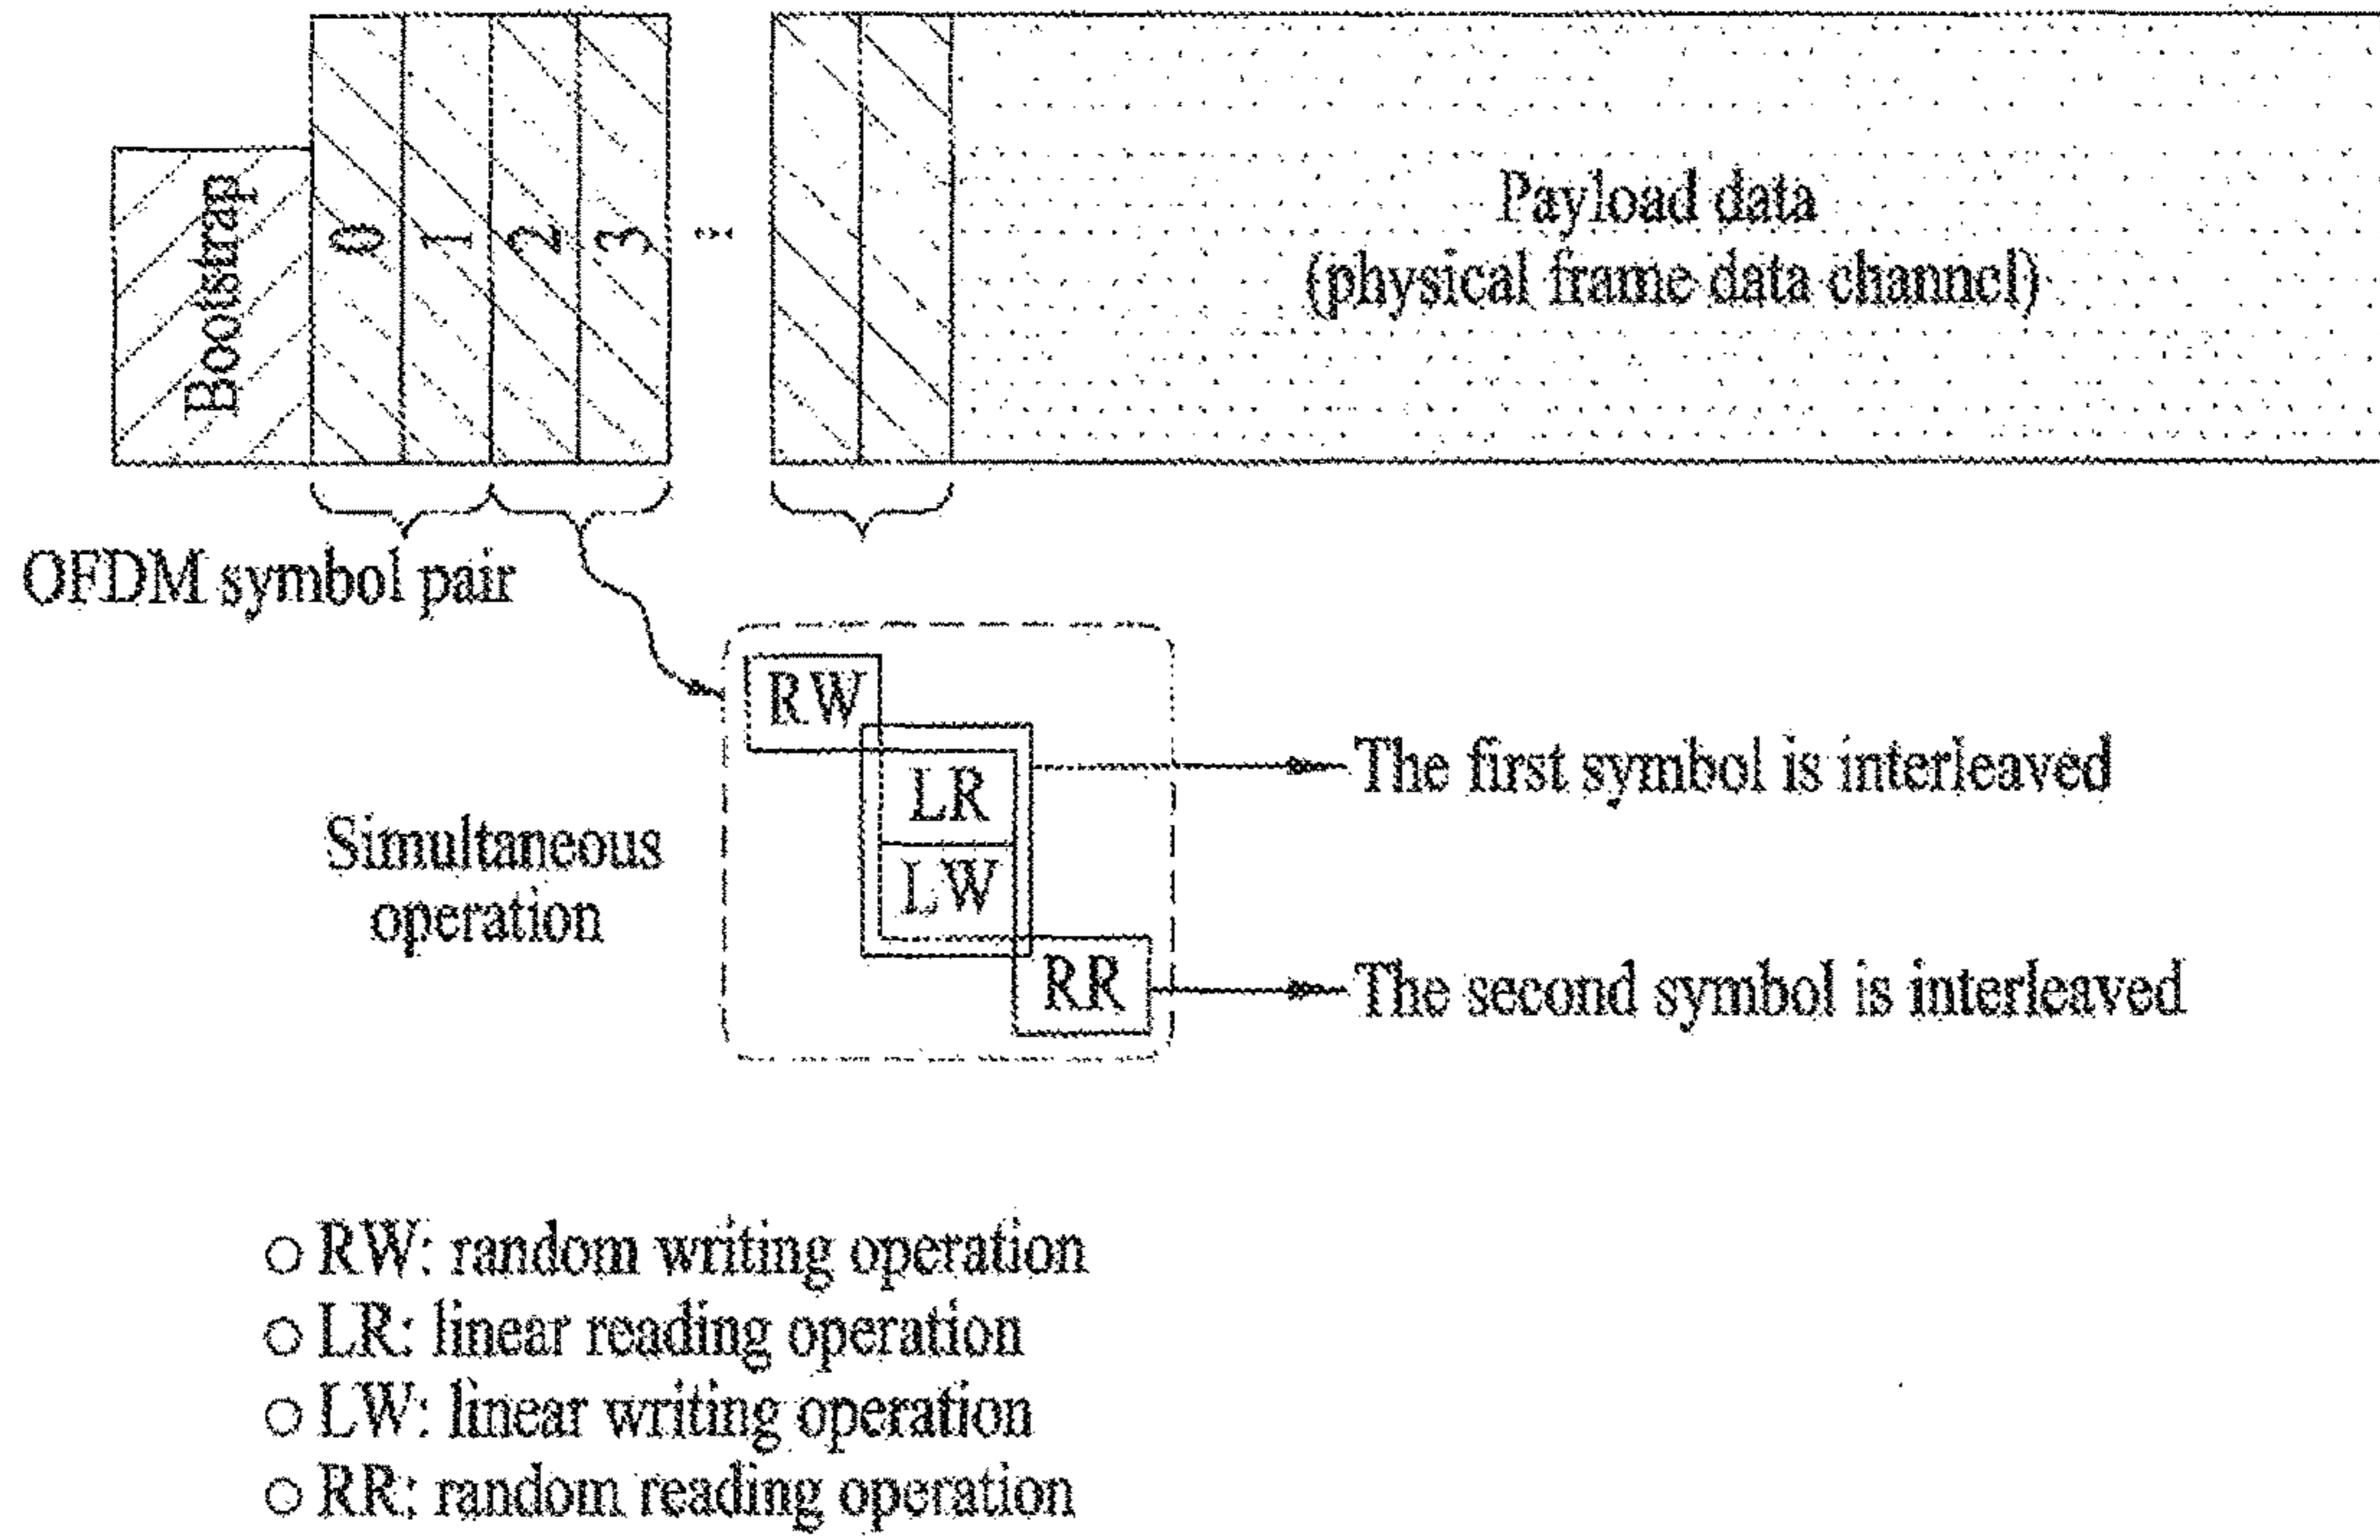 Bootstrap
0
1
2
3
Payload data
(physical frame data channel)
OFDM symbol pair
RW
LR
The first symbol is interleaved
Simultaneous
operation
LW
RR
The second symbol is interleaved
○ RW: random writing operation
○ LR: linear reading operation
○ LW: linear writing operation
○ RR: random reading operation